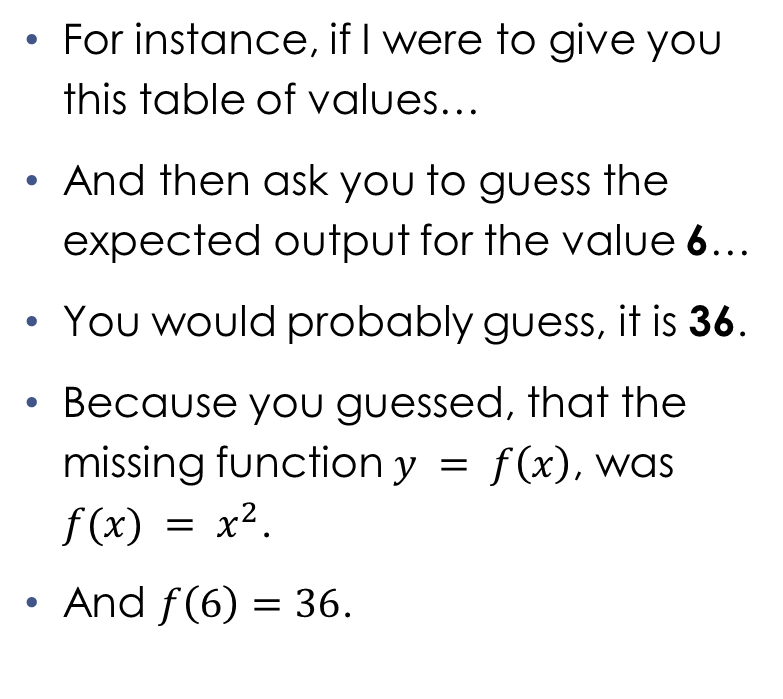 • For instance, if I were to give you
this table of values…
• And then ask you to guess the
expected output for the value 6…
• You would probably guess, it is 36.
• Because you guessed, that the
missing function y = f(x), was
f(x) = x².
• And f(6) = 36.